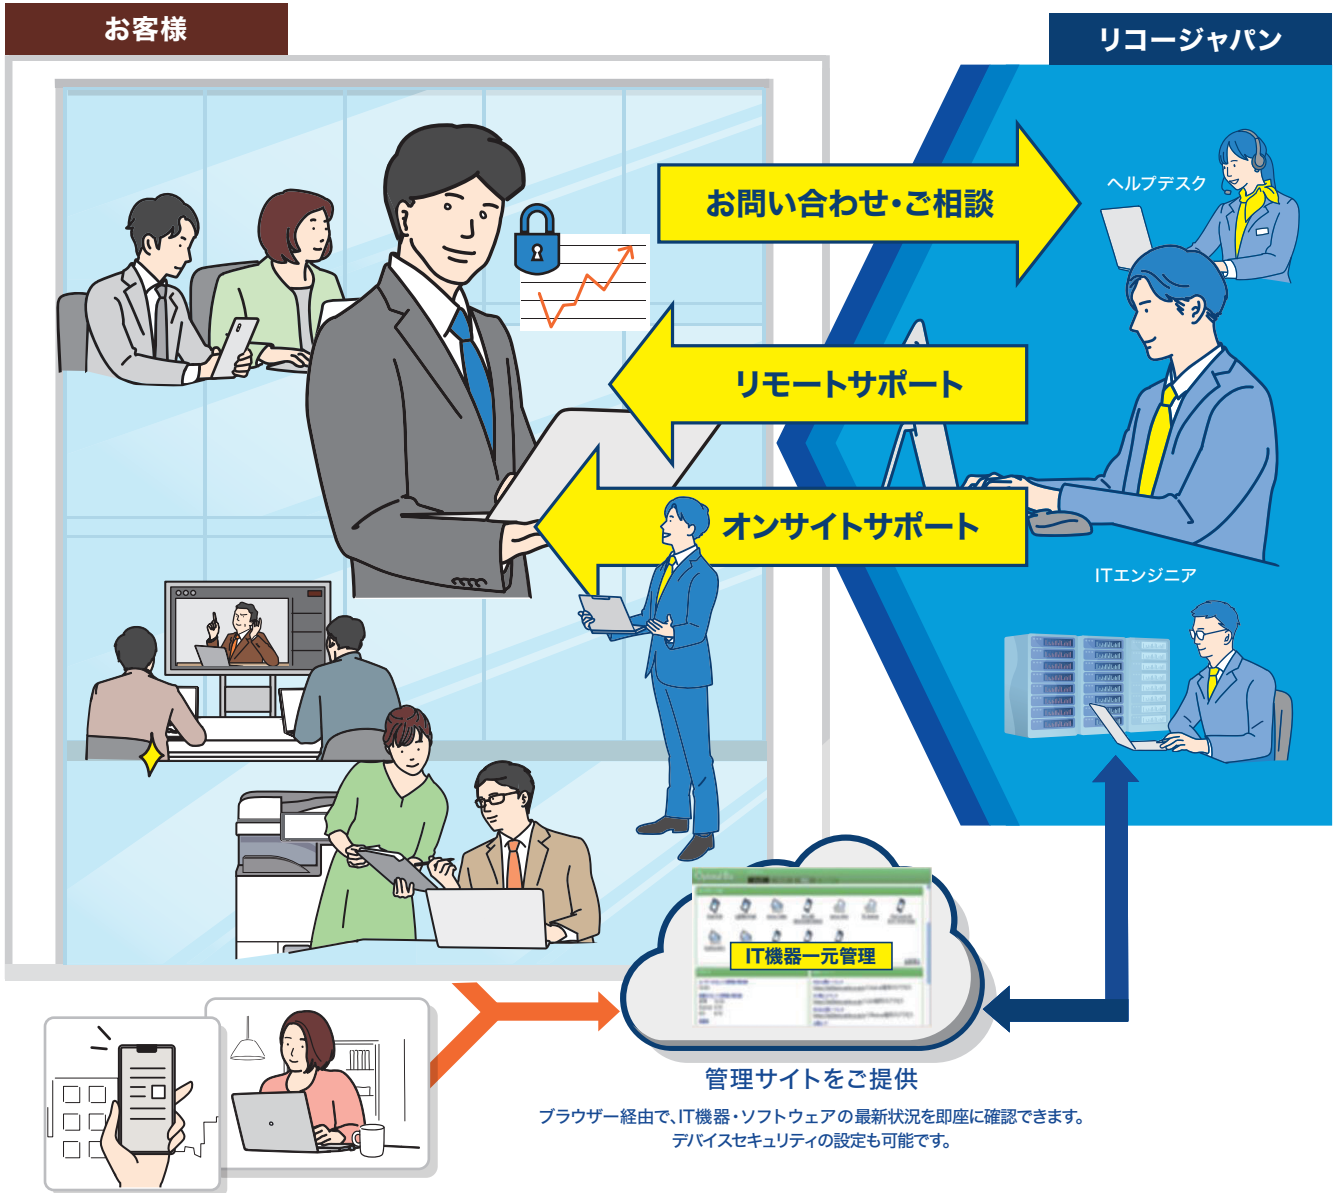 お客様
リコージャパン
お問い合わせ・ご相談
ヘルプデスク
リモートサポート
オンサイトサポート
ITエンジニア
IT機器一元管理
管理サイトをご提供
ブラウザー経由で、IT機器・ソフトウェアの最新状況を即座に確認できます。
デバイスセキュリティの設定も可能です。